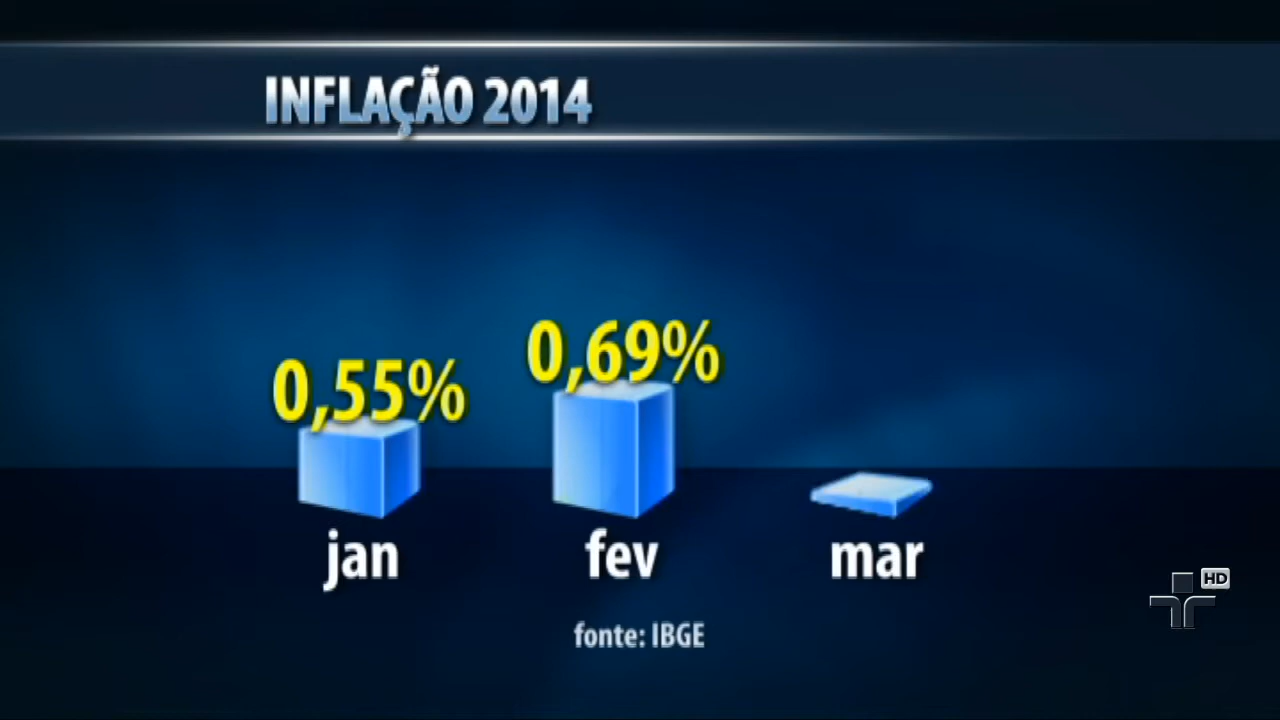 INFLAÇÃO 2014
0,55%
0,69%
jan
fev
mar
fonte: IBGE
HD